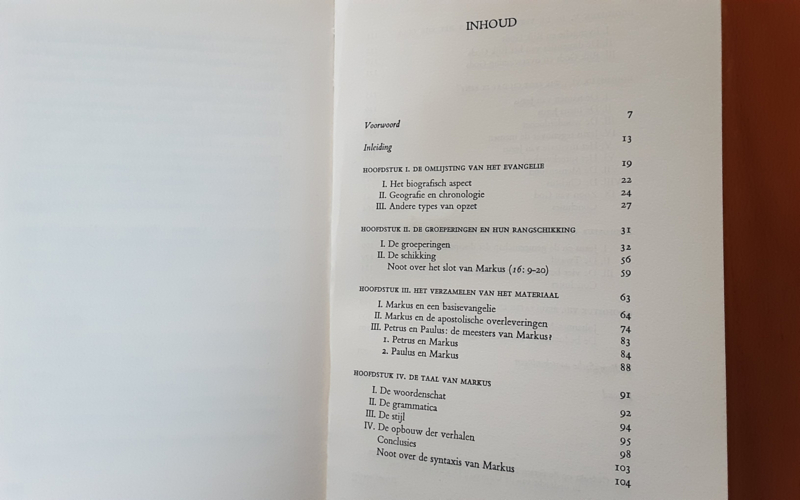 INHOUD
Voorwoord 7
Inleiding 13
HOOFDSTUK I. DE OMLIJSTING VAN HET EVANGELIE 19
I. Het biografisch aspect 22
II. Geografie en chronologie 24
III. Andere types van opzet 27
HOOFDSTUK II. DE GROEPERINGEN EN HUN RANGSCHIKKING 31
I. De groeperingen 32
II. De schikking 56
Noot over het slot van Markus (16: 9-20) 59
HOOFDSTUK III. HET VERZAMELEN VAN HET MATERIAAL 63
I. Markus en een basisevangelie 64
II. Markus en de apostolische overleveringen 74
III. Petrus en Paulus: de meesters van Markus? 83
1. Petrus en Markus 84
2. Paulus en Markus 88
HOOFDSTUK IV. DE TAAL VAN MARKUS 91
I. De woordenschat 92
II. De grammatica 94
III. De stijl 95
IV. De opbouw der verhalen 98
Conclusies 103
Noot over de syntaxis van Markus 104